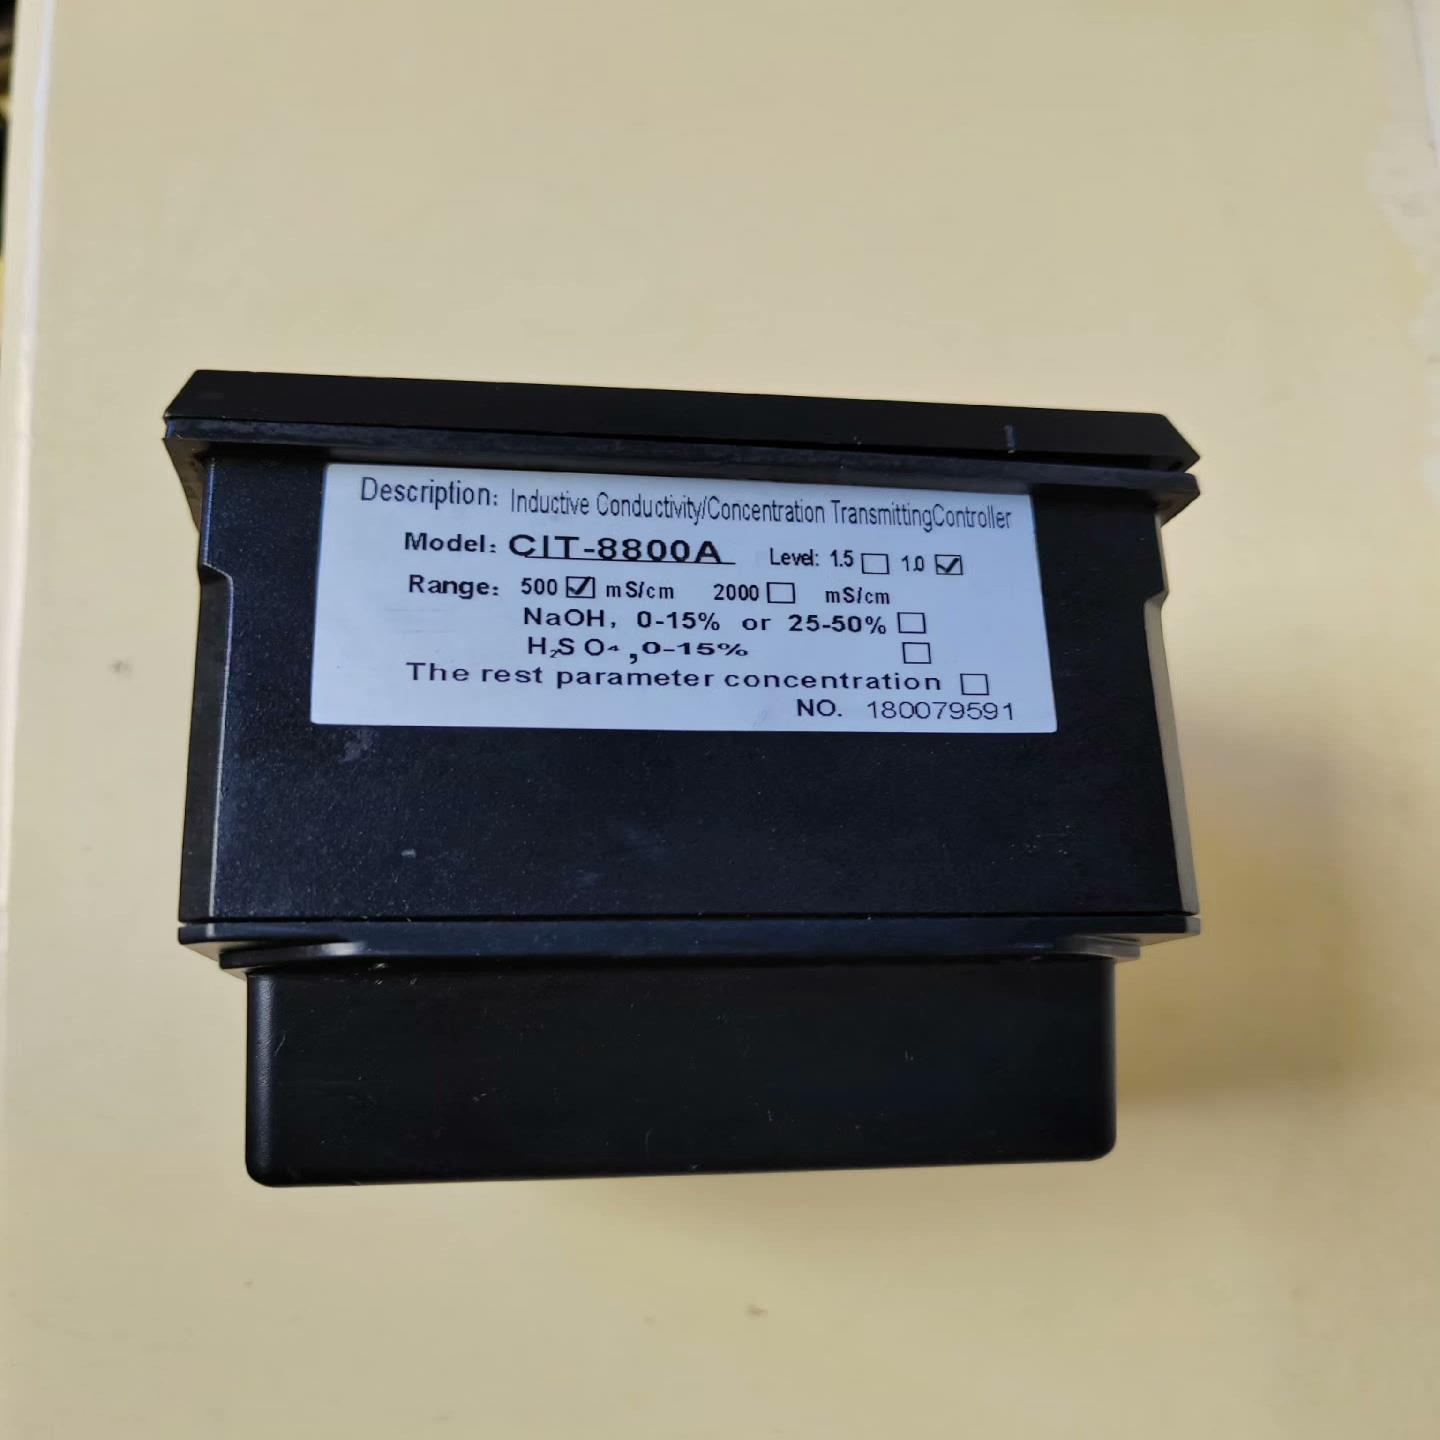 Description: Inductive Conductivity/Concentration TransmittingController
Model: CIT-8800A Level: 1.5 ☐ 1.0 ☑
Range: 500 ☑ mS/cm 2000 ☐ mS/cm
NaOH, 0-15% or 25-50% ☐
H₂SO₄,0-15% ☐
The rest parameter concentration ☐
NO. 180079591